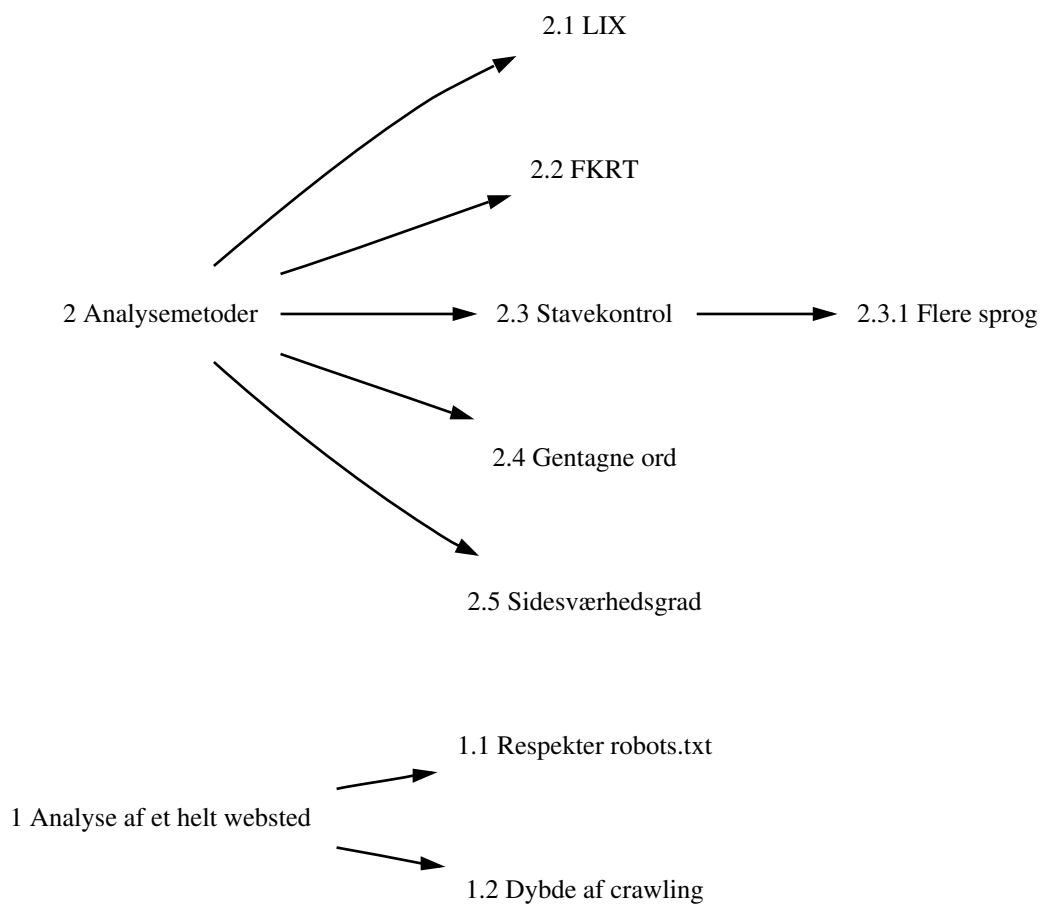 2.1 LIX
2.2 FKRT
2 Analysemetoder
2.3 Stavekontrol
2.3.1 Flere sprog
2.4 Gentagne ord
2.5 Sidesværhedsgrad
1.1 Respekter robots.txt
1 Analyse af et helt websted
1.2 Dybde af crawling